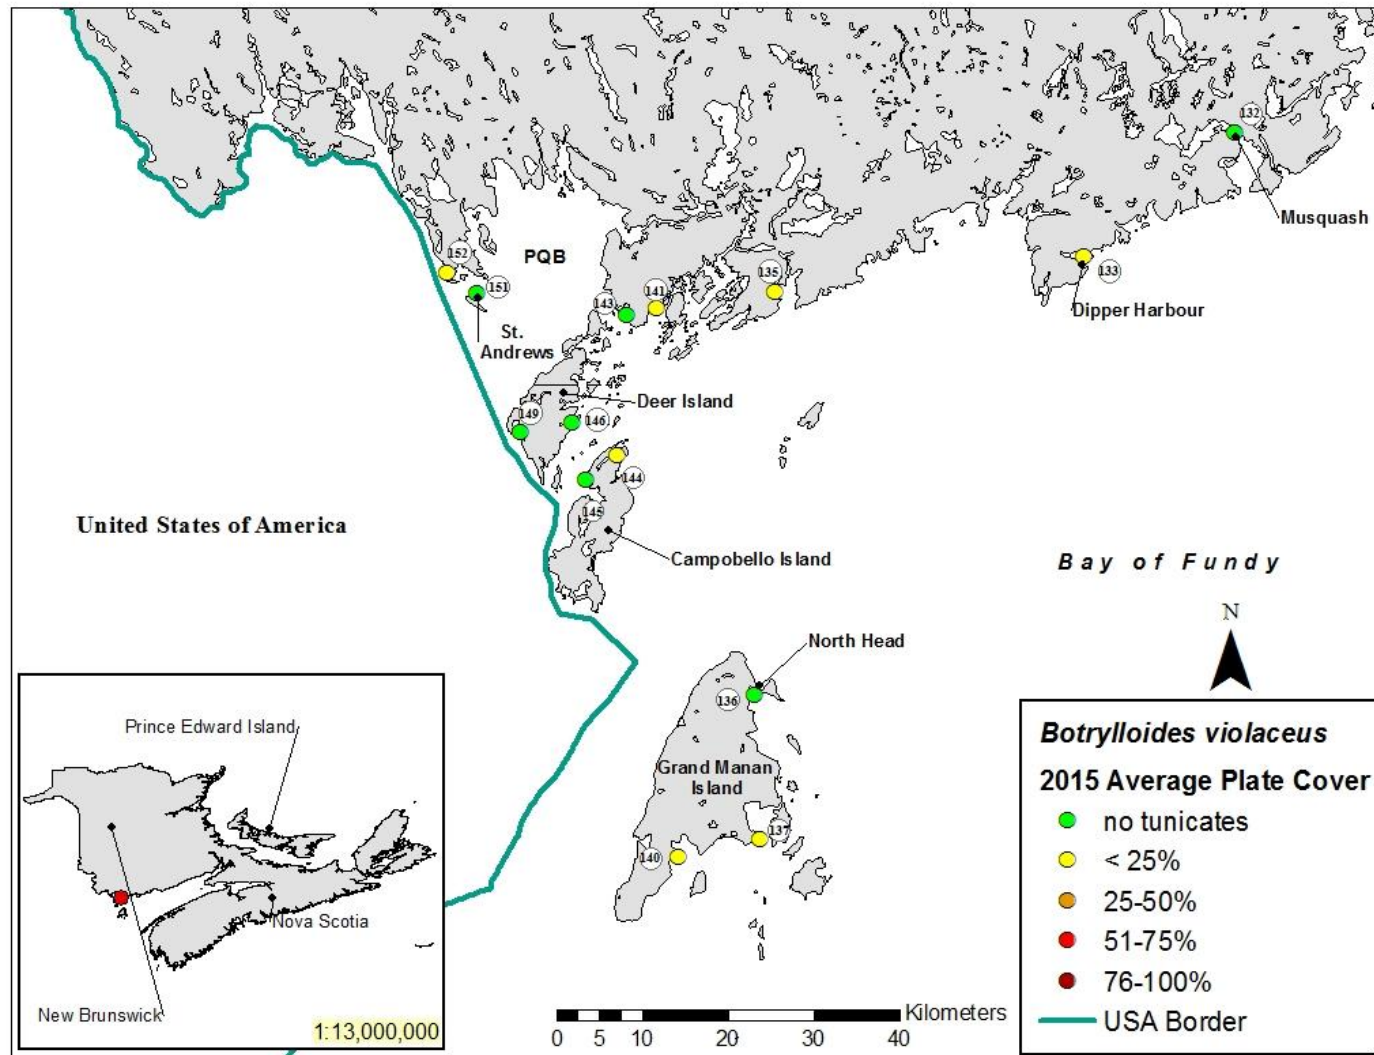 132
Musquash
152
PQB
151
135
141
133
143
Dipper Harbour
St.
Andrews
Deer Island
149
146
144
United States of America
145
Campobello Island
Bay of Fundy
N
North Head
136
Grand Manan
Island
137
140
Prince Edward Island
Nova Scotia
New Brunswick
1:13,000,000
Kilometers
0 5 10 20 30 40
Botrylloides violaceus
2015 Average Plate Cover
no tunicates
< 25%
25-50%
51-75%
76-100%
USA Border